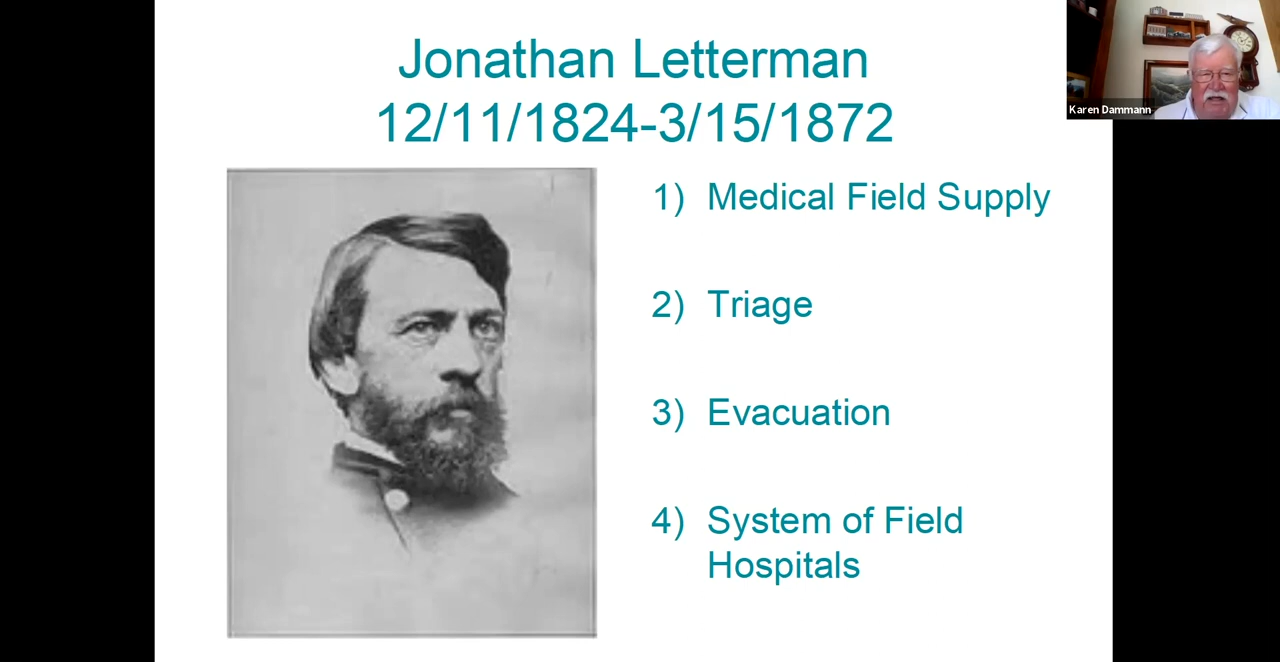 Jonathan Letterman
12/11/1824-3/15/1872
Karen Dammann
1) Medical Field Supply
2) Triage
3) Evacuation
4) System of Field
Hospitals